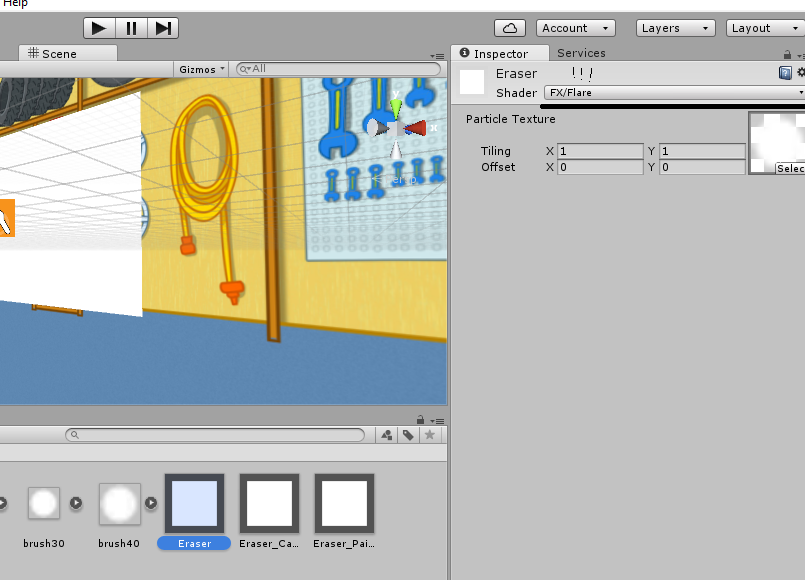 Help
Account Layers Layout
Scene
Inspector Services
Gizmos All
Eraser !!!
Shader FX/Flare
Particle Texture
Tiling X 1 Y 1
Offset X 0 Y 0
Selec
y
x
Persp
brush30 brush40 Eraser Eraser_Ca... Eraser_Pai...